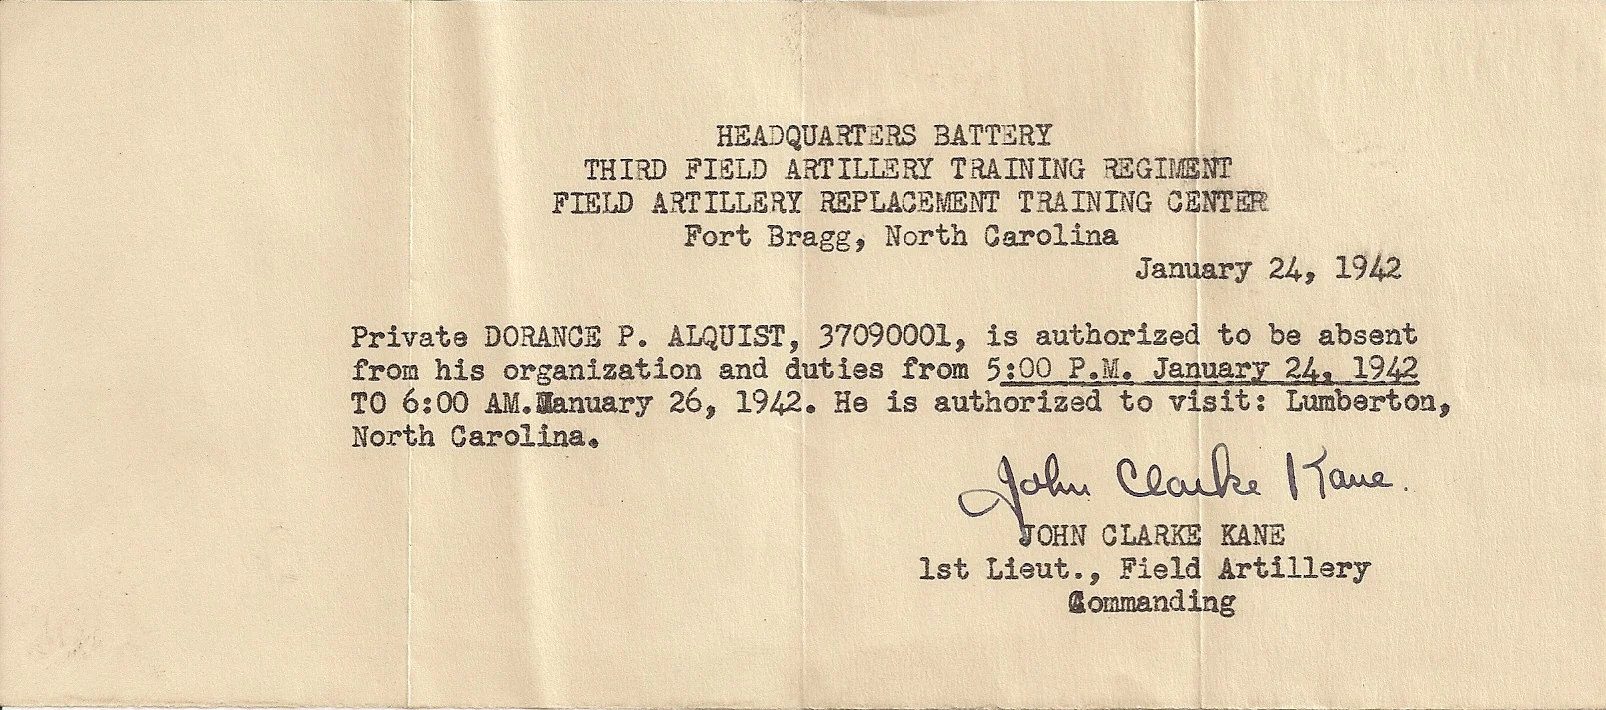 HEADQUARTERS BATTERY
THIRD FIELD ARTILLERY TRAINING REGIMENT
FIELD ARTILLERY REPLACEMENT TRAINING CENTER
Fort Bragg, North Carolina
January 24, 1942
Private DORANCE P. ALQUIST, 37090001, is authorized to be absent
from his organization and duties from 5:00 P.M. January 24, 1942
TO 6:00 AM.January 26, 1942. He is authorized to visit: Lumberton,
North Carolina.
John Clarke Kane.
JOHN CLARKE KANE
1st Lieut., Field Artillery
Commanding